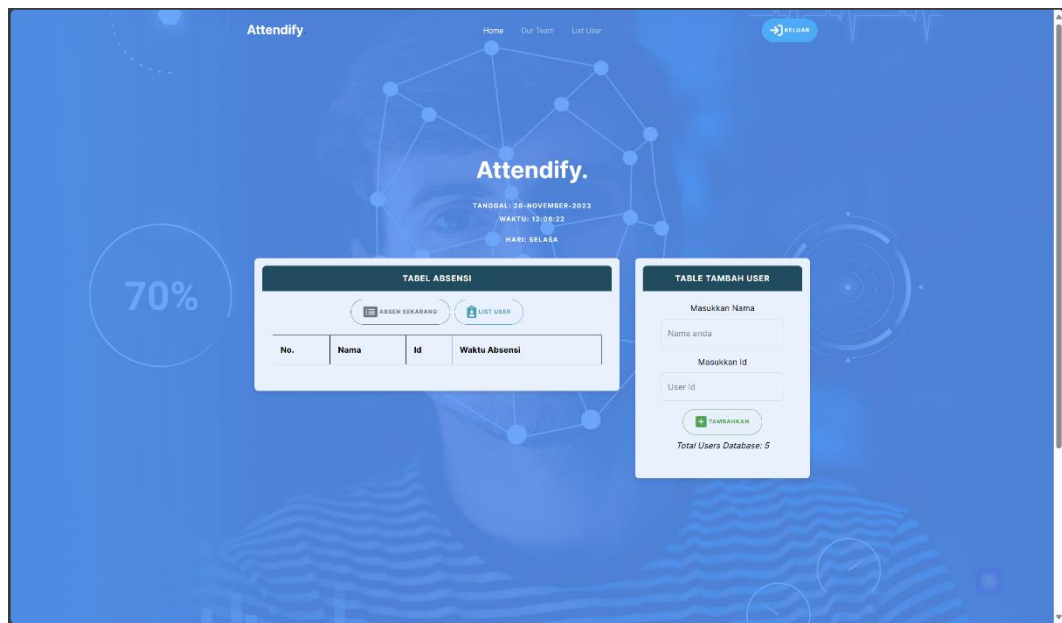 Attendify
Home Our Team List User
KELUAR
Attendify.
TANGGAL: 28-NOVEMBER-2023
WAKTU: 12:06:22
HARI: SELASA
70%
TABEL ABSENSI
ABSEN SEKARANG LIST USER
No. Nama Id Waktu Absensi
TABLE TAMBAH USER
Masukkan Nama
Nama anda
Masukkan Id
User Id
TAMBAHKAN
Total Users Database: 5